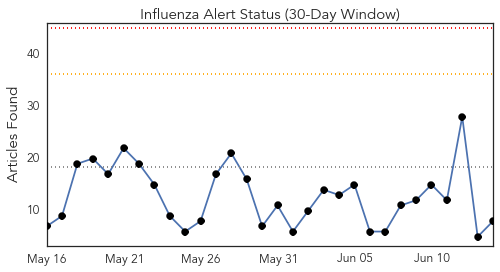 Influenza Alert Status (30-Day Window)
Articles Found
40
30
20
10
May 16 May 21 May 26 May 31 Jun 05 Jun 10